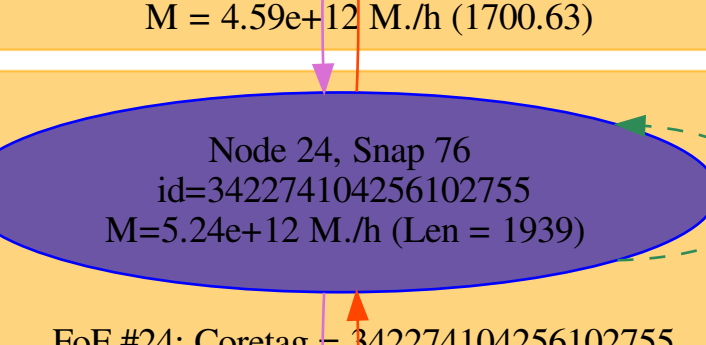 M = 4.59e+12 M./h (1700.63)
Node 24, Snap 76
id=342274104256102755
M=5.24e+12 M./h (Len = 1939)
FoF #24; Coretag = 342274104256102755